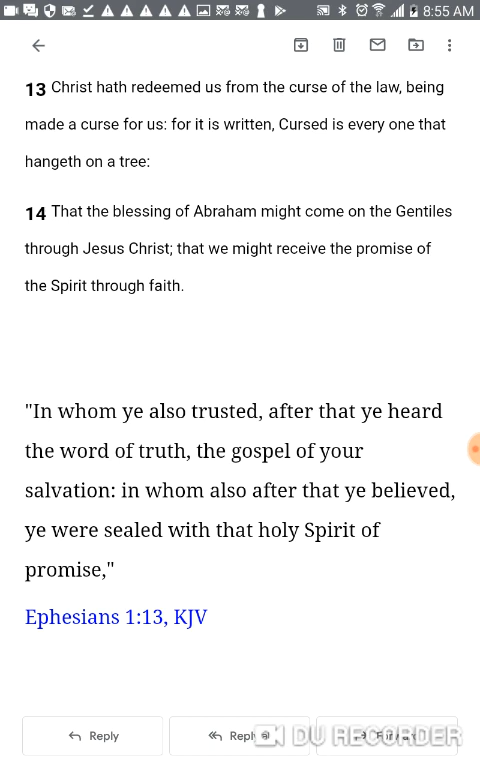 8:55 AM
13 Christ hath redeemed us from the curse of the law, being
made a curse for us: for it is written, Cursed is every one that
hangeth on a tree:
14 That the blessing of Abraham might come on the Gentiles
through Jesus Christ; that we might receive the promise of
the Spirit through faith.
"In whom ye also trusted, after that ye heard
the word of truth, the gospel of your
salvation: in whom also after that ye believed,
ye were sealed with that holy Spirit of
promise,"
Ephesians 1:13, KJV
Reply
DU RECORDER